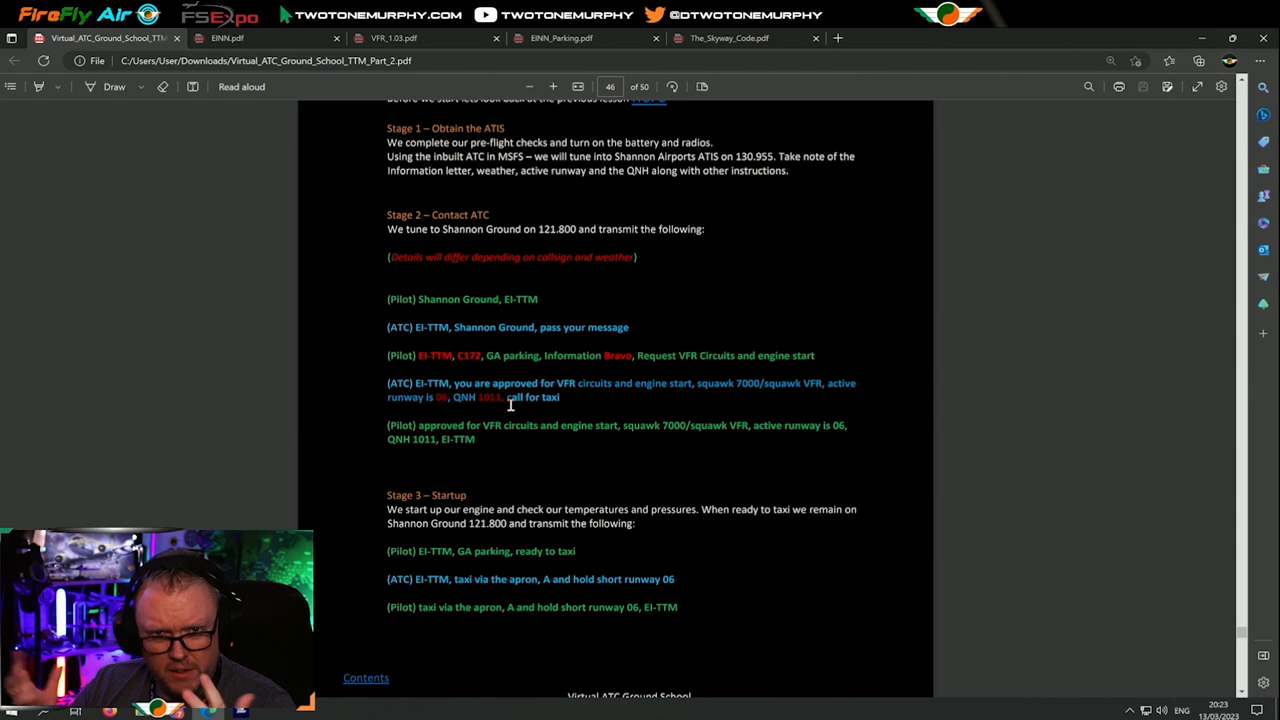 FireFly Air FSExpo TWOTONEMURPHY.COM TWOTONEMURPHY @DTWOTONEMURPHY
Virtual_ATC_Ground_School_TTM EINN.pdf VFR_1.03.pdf EINN_Parking.pdf The_Skyway_Code.pdf
File C:/Users/User/Downloads/Virtual_ATC_Ground_School_TTM_Part_2.pdf
Draw Read aloud 46 of 50
Before we start lets look back at the previous lesson
Stage 1 – Obtain the ATIS
We complete our pre-flight checks and turn on the battery and radios.
Using the inbuilt ATC in MSFS – we will tune into Shannon Airports ATIS on 130.955. Take note of the
Information letter, weather, active runway and the QNH along with other instructions.
Stage 2 – Contact ATC
We tune to Shannon Ground on 121.800 and transmit the following:
(Details will differ depending on callsign and weather)
(Pilot) Shannon Ground, EI-TTM
(ATC) EI-TTM, Shannon Ground, pass your message
(Pilot) EI-TTM, C172, GA parking, Information Bravo, Request VFR Circuits and engine start
(ATC) EI-TTM, you are approved for VFR circuits and engine start, squawk 7000/squawk VFR, active
runway is 06, QNH 1011, call for taxi
(Pilot) approved for VFR circuits and engine start, squawk 7000/squawk VFR, active runway is 06,
QNH 1011, EI-TTM
Stage 3 – Startup
We start up our engine and check our temperatures and pressures. When ready to taxi we remain on
Shannon Ground 121.800 and transmit the following:
(Pilot) EI-TTM, GA parking, ready to taxi
(ATC) EI-TTM, taxi via the apron, A and hold short runway 06
(Pilot) taxi via the apron, A and hold short runway 06, EI-TTM
Contents
Virtual ATC Ground School
ENG 20:23
13/03/2023